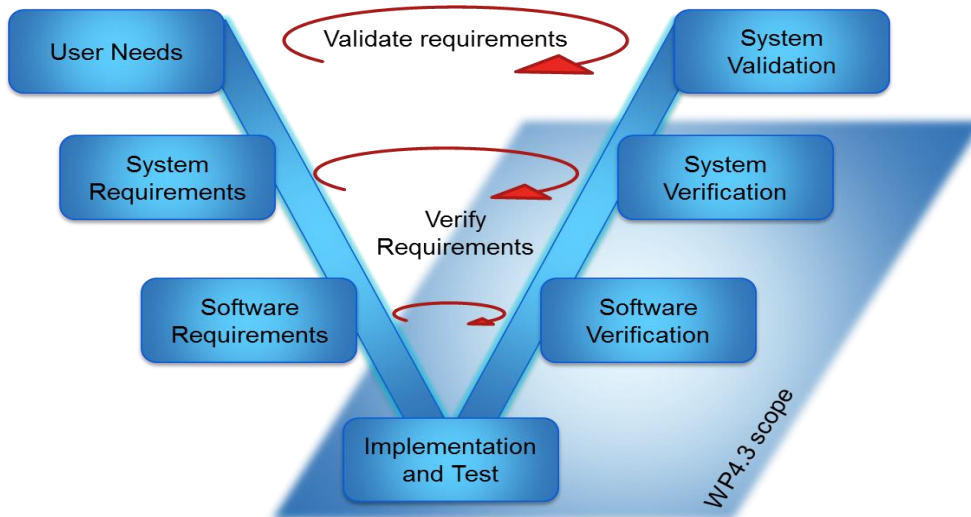 User Needs
Validate requirements
System
Validation
System
Requirements
System
Verification
Verify
Requirements
Software
Requirements
Software
Verification
Implementation
and Test
WP4.3 scope